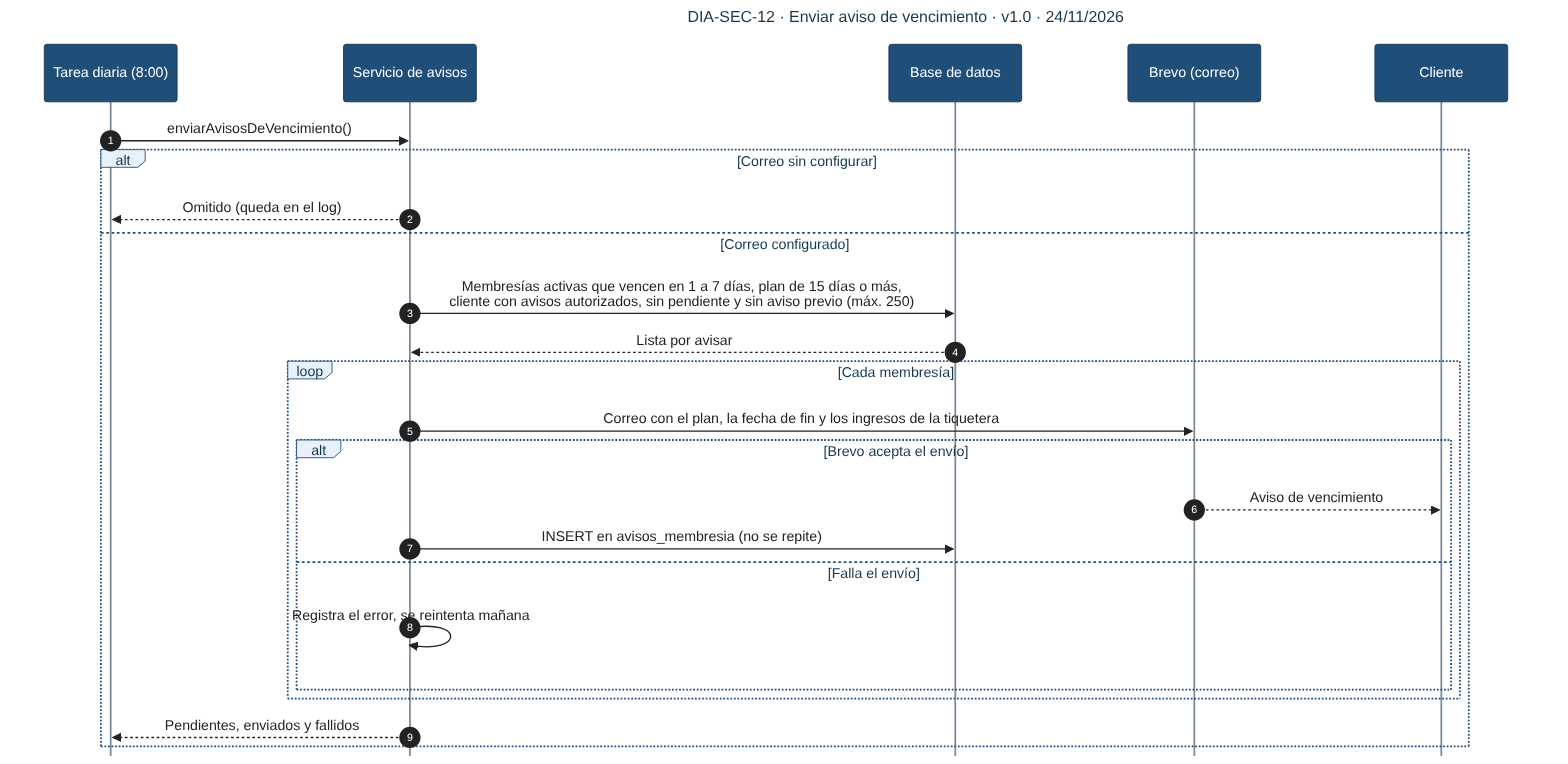 DIA-SEC-12 · Enviar aviso de vencimiento · v1.0 · 24/11/2026
Tarea diaria (8:00)
Servicio de avisos
Base de datos
Brevo (correo)
Cliente
enviarAvisosDeVencimiento()
1
alt
[Correo sin configurar]
Omitido (queda en el log)
2
[Correo configurado]
Membresías activas que vencen en 1 a 7 días, plan de 15 días o más,
cliente con avisos autorizados, sin pendiente y sin aviso previo (máx. 250)
3
Lista por avisar
4
loop
[Cada membresía]
Correo con el plan, la fecha de fin y los ingresos de la tiquetera
5
alt
[Brevo acepta el envío]
Aviso de vencimiento
6
INSERT en avisos_membresia (no se repite)
7
[Falla el envío]
Registra el error, se reintenta mañana
8
Pendientes, enviados y fallidos
9